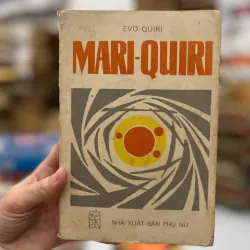 EVƠ-QUIRI
MARI-QUIRI
NHÀ XUẤT BẢN PHỤ NỮ